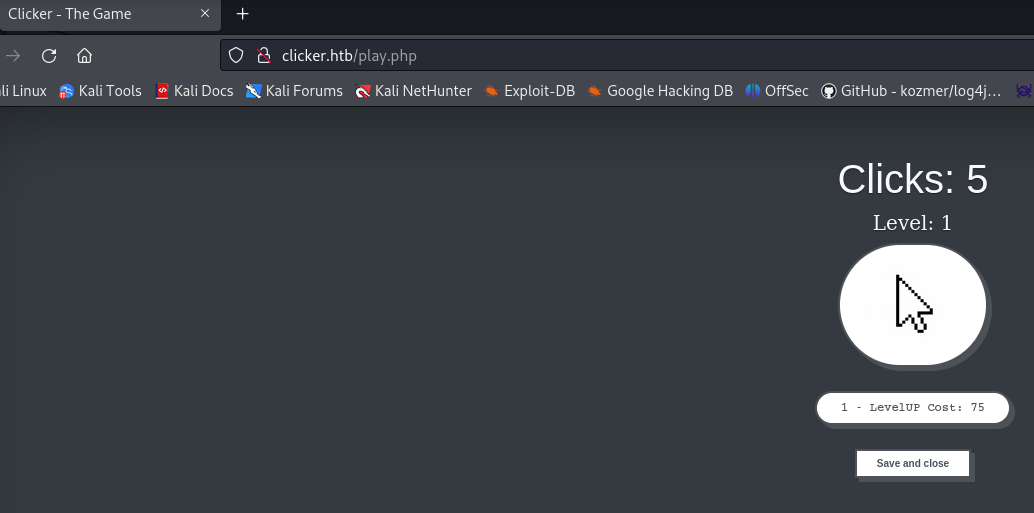 Clicker - The Game
clicker.htb/play.php
li Linux Kali Tools Kali Docs Kali Forums Kali NetHunter Exploit-DB Google Hacking DB OffSec GitHub - kozmer/log4j...
Clicks: 5
Level: 1
1 - LevelUP Cost: 75
Save and close